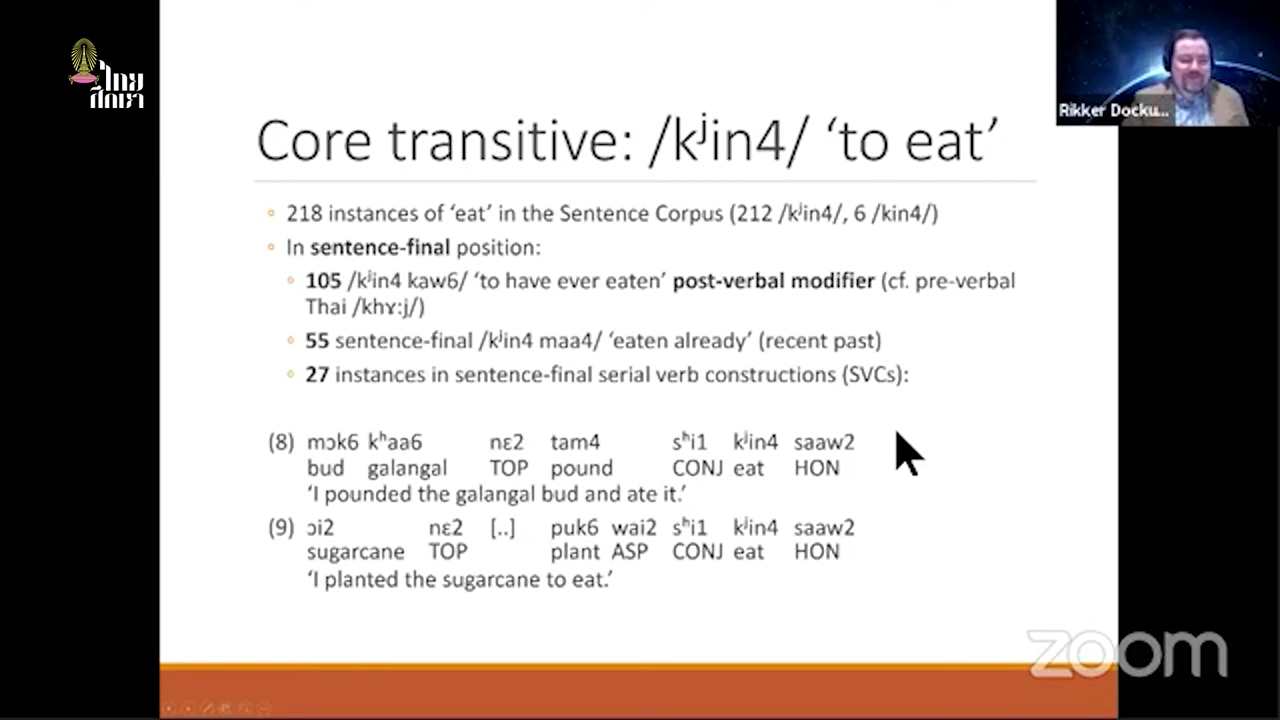 ไทย
ศึกษา
Rikker Docku...
Core transitive: /kʲin4/ ‘to eat’
218 instances of ‘eat’ in the Sentence Corpus (212 /kʲin4/, 6 /kin4/)
In sentence-final position:
105 /kʲin4 kaw6/ ‘to have ever eaten’ post-verbal modifier (cf. pre-verbal
Thai /khɤ:j/)
55 sentence-final /kʲin4 maa4/ ‘eaten already’ (recent past)
27 instances in sentence-final serial verb constructions (SVCs):
(8) mɔk6 kʰaa6 nɛ2 tam4 sʰi1 kʲin4 saaw2
bud galangal TOP pound CONJ eat HON
‘I pounded the galangal bud and ate it.’
(9) ɔi2 nɛ2 [..] puk6 wai2 sʰi1 kʲin4 saaw2
sugarcane TOP plant ASP CONJ eat HON
‘I planted the sugarcane to eat.’
zoom